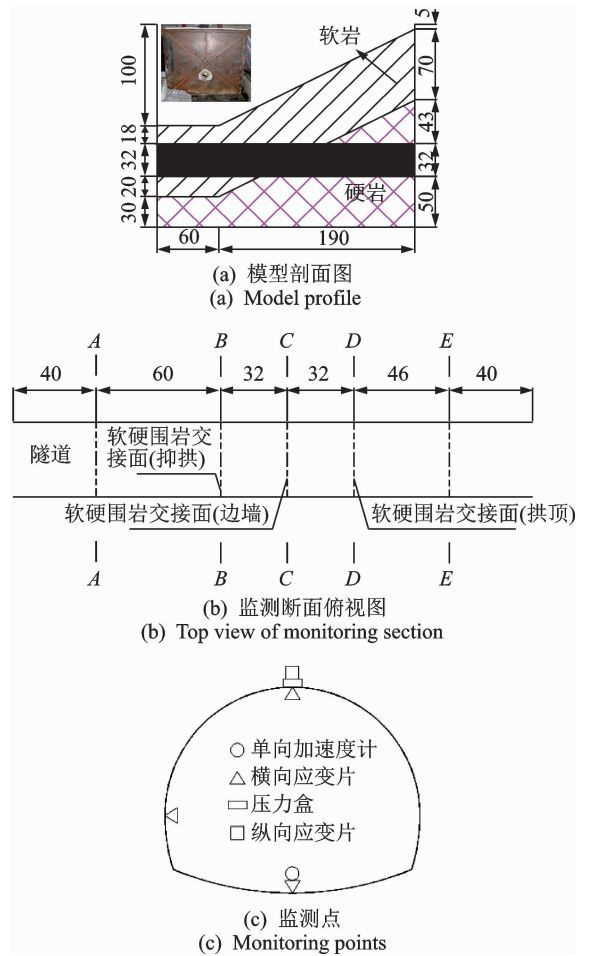 5
软岩
100
70
18
43
32
32
20
硬岩
30
50
60
190
(a) 模型剖面图
(a) Model profile
A B C D E
40 60 32 32 46 40
隧道
软硬围岩交
接面(抑拱)
软硬围岩交接面(边墙)
软硬围岩交接面(拱顶)
A B C D E
(b) 监测断面俯视图
(b) Top view of monitoring section
单向加速度计
横向应变片
压力盒
纵向应变片
(c) 监测点
(c) Monitoring points